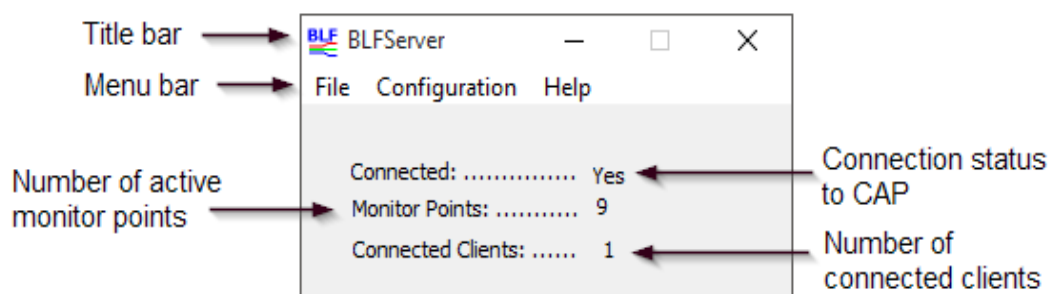 Title bar
BLF BLFServer
Menu bar
File Configuration Help
Number of active
monitor points
Connected: ............... Yes
Monitor Points: ........... 9
Connected Clients: ...... 1
Connection status
to CAP
Number of
connected clients